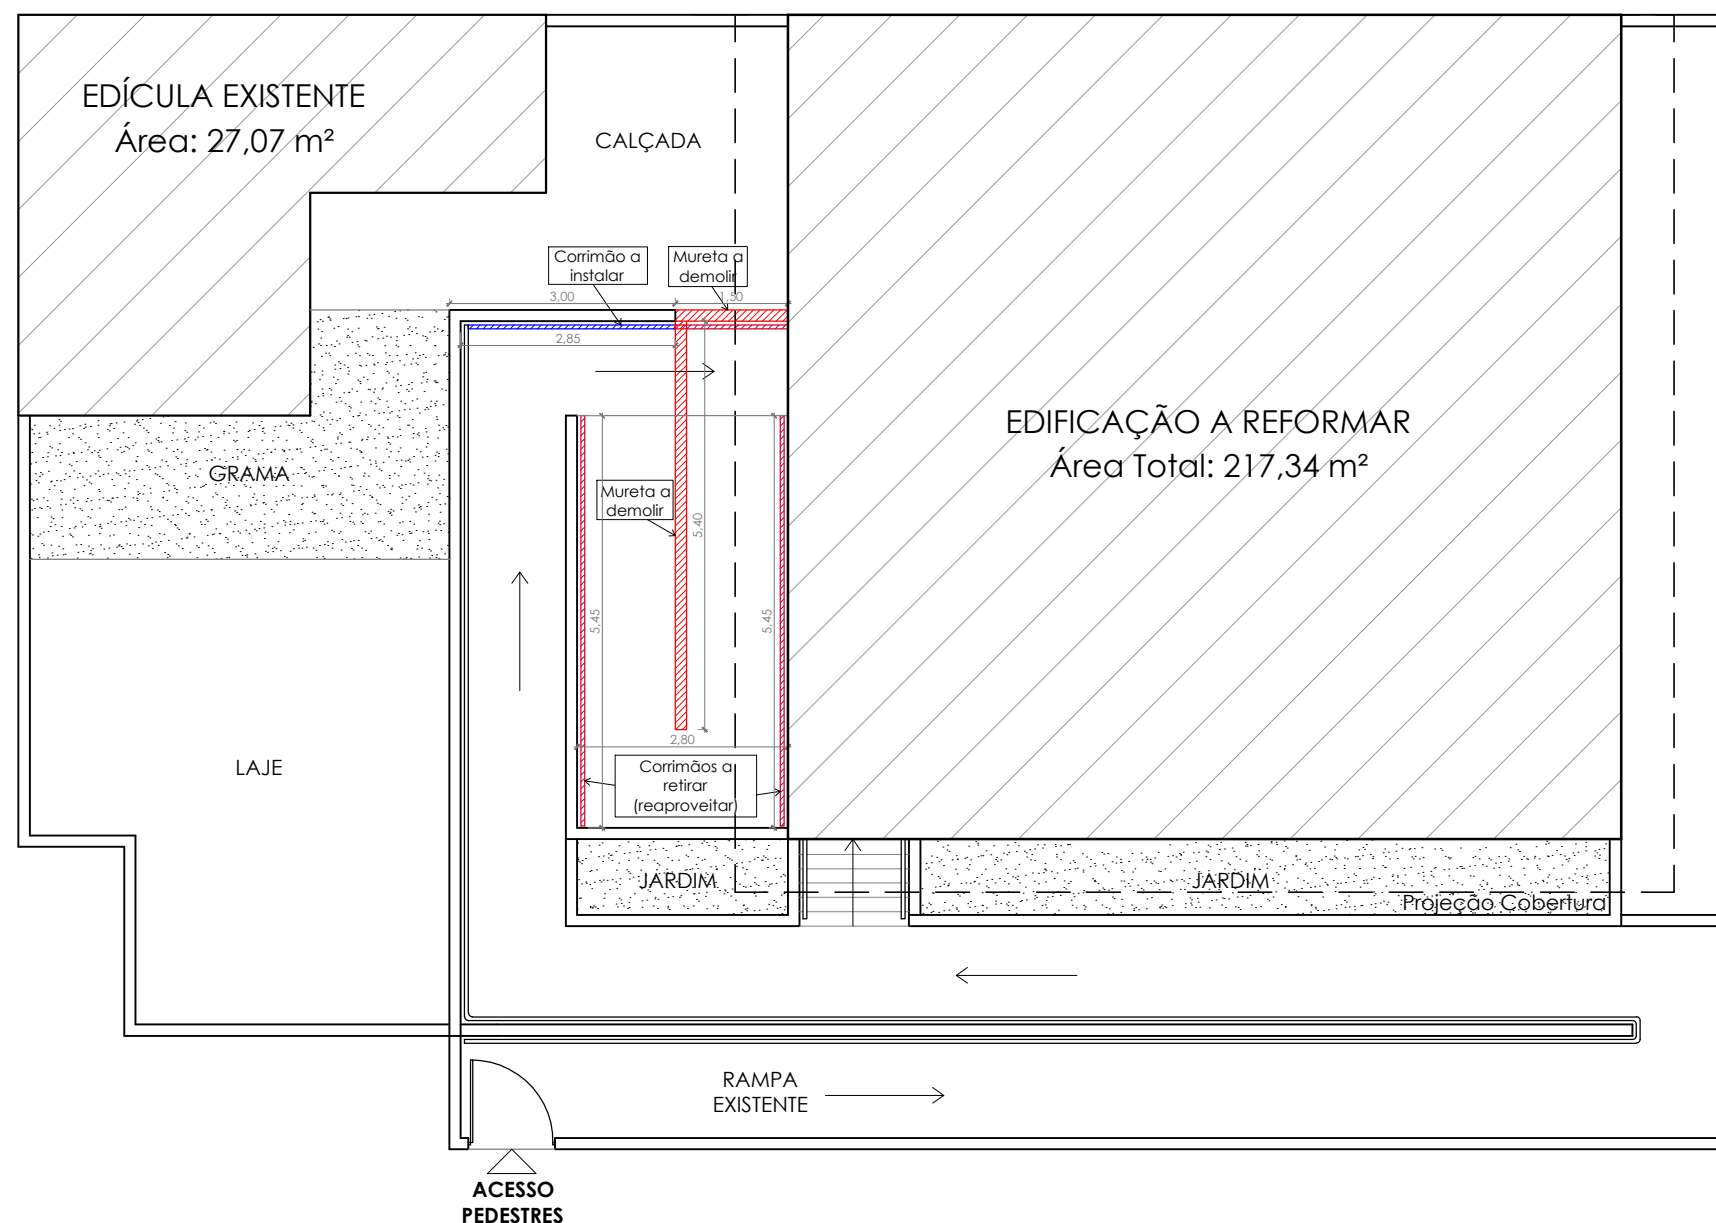 EDÍCULA EXISTENTE
Área: 27,07 m²
CALÇADA
Corrimão a
instalar
Mureta a
demolir
3,00
1,50
2,85
EDIFICAÇÃO A REFORMAR
Área Total: 217,34 m²
GRAMA
Mureta a
demolir
5,40
5,45
5,45
2,80
Corrimãos a
retirar
(reaproveitar)
LAJE
JARDIM
JARDIM
Projeção Cobertura
RAMPA
EXISTENTE
ACESSO
PEDESTRES